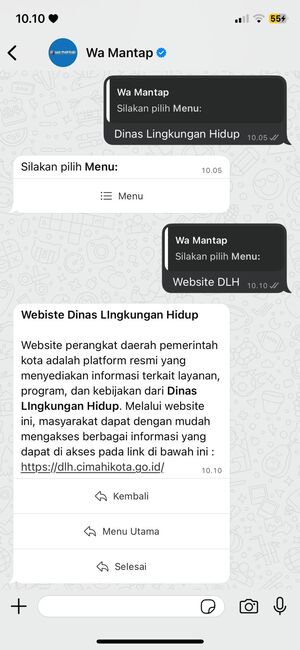 10.10
55
Wa Mantap
Wa Mantap
Silakan pilih Menu:
Dinas Lingkungan Hidup 10.05
Silakan pilih Menu:
10.05
Menu
Wa Mantap
Silakan pilih Menu:
Website DLH 10.10
Webiste Dinas LIngkungan Hidup
Website perangkat daerah pemerintah
kota adalah platform resmi yang
menyediakan informasi terkait layanan,
program, dan kebijakan dari Dinas
LIngkungan Hidup. Melalui website
ini, masyarakat dapat dengan mudah
mengakses berbagai informasi yang
dapat di akses pada link di bawah ini :
https://dlh.cimahikota.go.id/ 10.10
Kembali
Menu Utama
Selesai